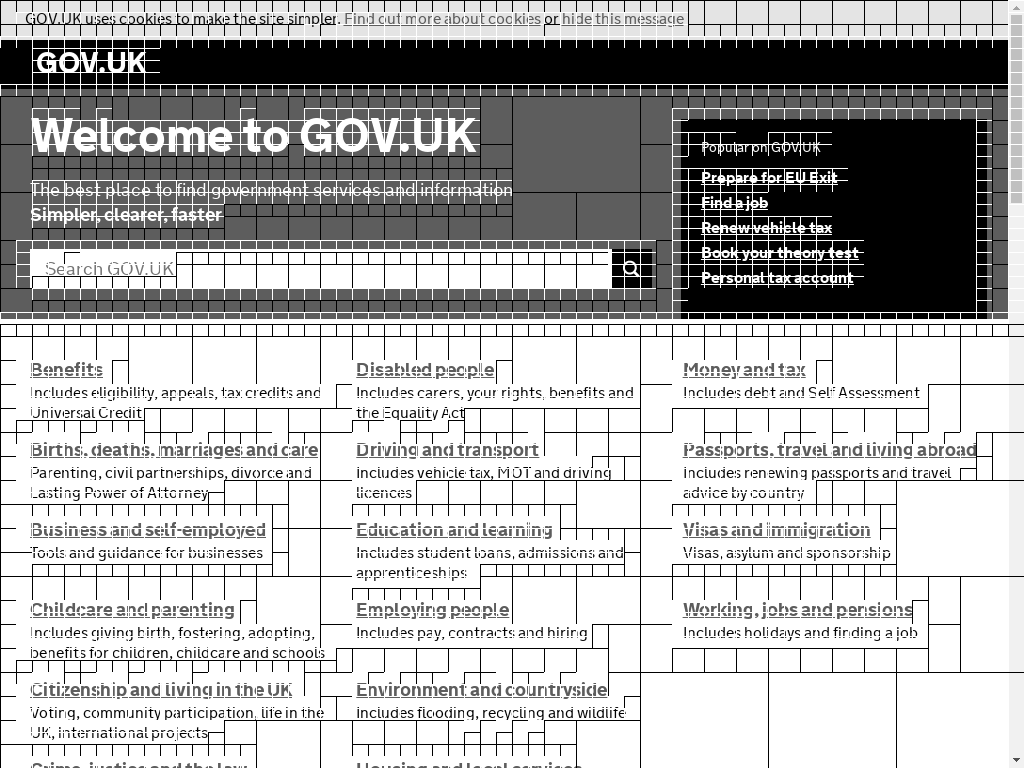 GOV.UK uses cookies to make the site simpler. Find out more about cookies or hide this message
GOV.UK
Welcome to GOV.UK
The best place to find government services and information
Simpler, clearer, faster
Search GOV.UK
Popular on GOV.UK
Prepare for EU Exit
Find a job
Renew vehicle tax
Book your theory test
Personal tax account
Benefits
Includes eligibility, appeals, tax credits and
Universal Credit
Births, deaths, marriages and care
Parenting, civil partnerships, divorce and
Lasting Power of Attorney
Business and self-employed
Tools and guidance for businesses
Childcare and parenting
Includes giving birth, fostering, adopting,
benefits for children, childcare and schools
Citizenship and living in the UK
Voting, community participation, life in the
UK, international projects
Crime, justice and the law
Disabled people
Includes carers, your rights, benefits and
the Equality Act
Driving and transport
Includes vehicle tax, MOT and driving
licences
Education and learning
Includes student loans, admissions and
apprenticeships
Employing people
Includes pay, contracts and hiring
Environment and countryside
Includes flooding, recycling and wildlife
Housing and local services
Money and tax
Includes debt and Self Assessment
Passports, travel and living abroad
Includes renewing passports and travel
advice by country
Visas and immigration
Visas, asylum and sponsorship
Working, jobs and pensions
Includes holidays and finding a job